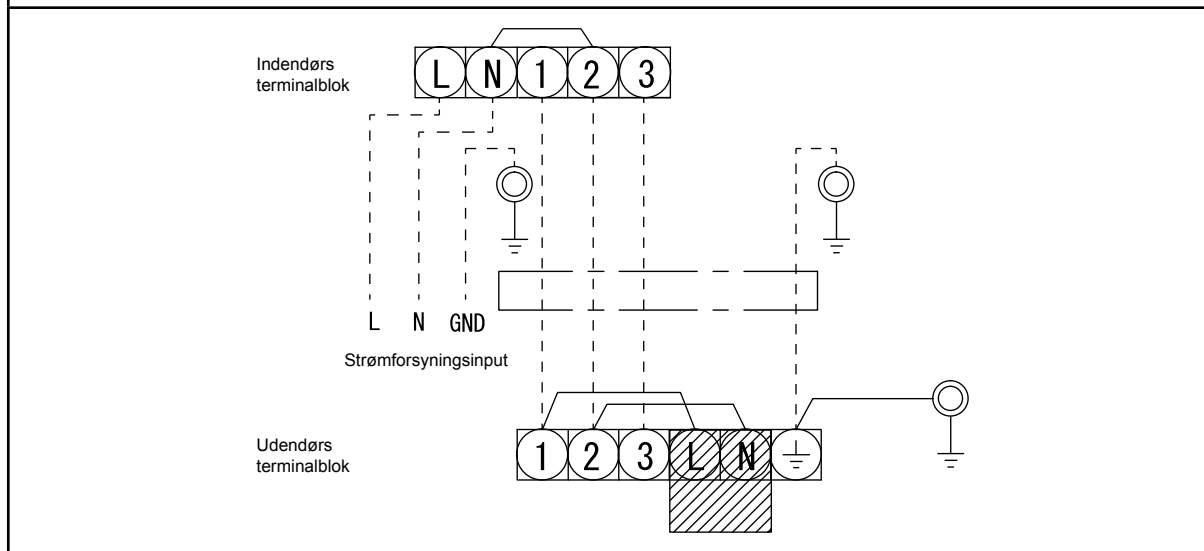 Indendørs
terminalblok
L N 1 2 3
L N GND
Strømforsyningsinput
Udendørs
terminalblok
1 2 3 L N